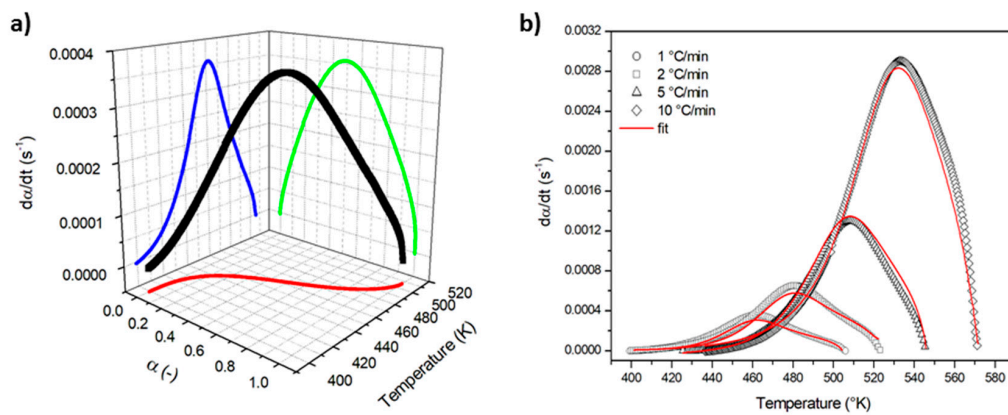 a)
0.0004
0.0003
0.0002
0.0001
0.0000
dα/dt (s⁻¹)
0.0
0.2
0.4
0.6
0.8
1.0
α (-)
400
420
440
460
480
500
520
Temperature (K)
b)
0.0032
0.0028
0.0024
0.0020
0.0016
0.0012
0.0008
0.0004
0.0000
dα/dt (s⁻¹)
1 °C/min
2 °C/min
5 °C/min
10 °C/min
fit
400 420 440 460 480 500 520 540 560 580
Temperature (°K)